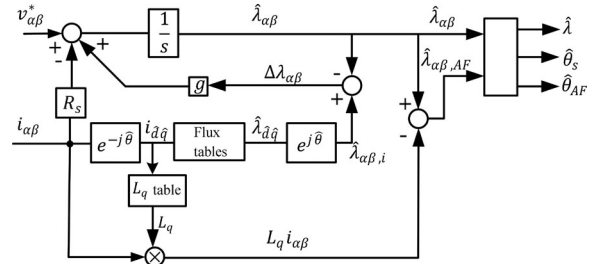 v*αβ
+
-
+
1/s
λ̂αβ
λ̂αβ
λ̂
θ̂s
θ̂AF
λ̂αβ,AF
-
+
Δλαβ
g
Rs
+
-
iαβ
e^-jθ̂
id̂q̂
Flux tables
λ̂d̂q̂
e^jθ̂
λ̂αβ,i
Lq table
Lq
Lq iαβ
×